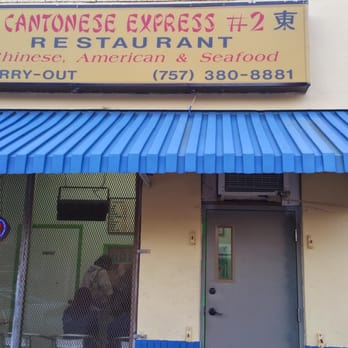 CANTONESE EXPRESS #2 東
RESTAURANT
Chinese, American & Seafood
RRY-OUT (757) 380-8881